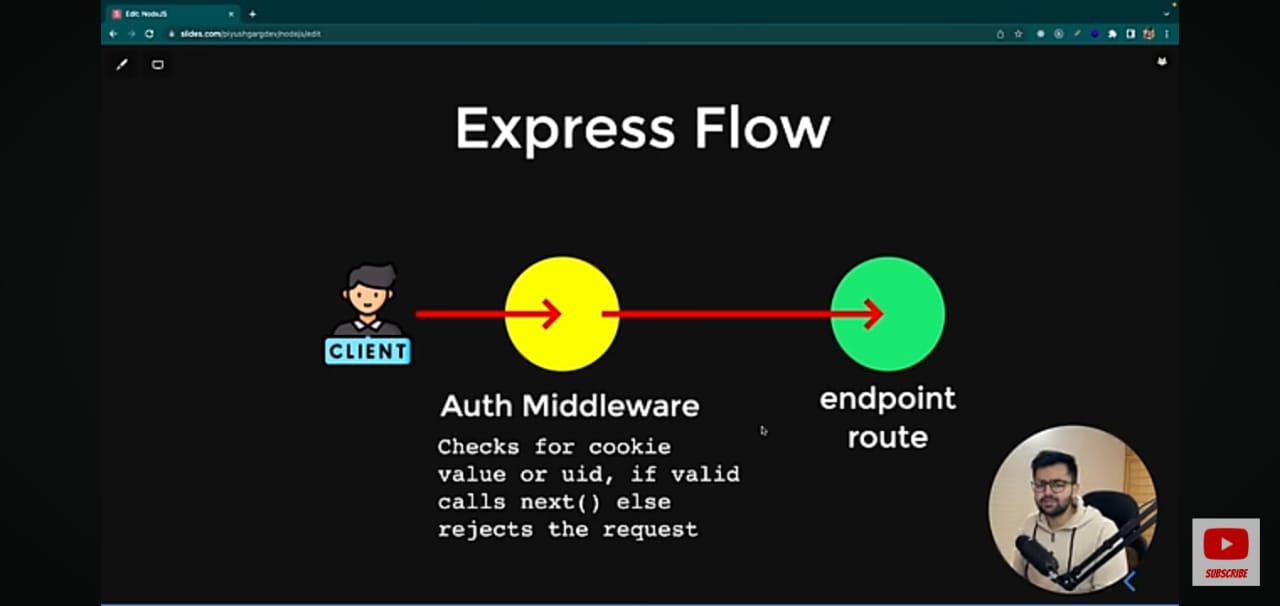 Edit: NodeJS
slides.com/piyushgargdev/nodejs/edit
Express Flow
CLIENT
Auth Middleware
Checks for cookie
value or uid, if valid
calls next() else
rejects the request
endpoint
route
SUBSCRIBE